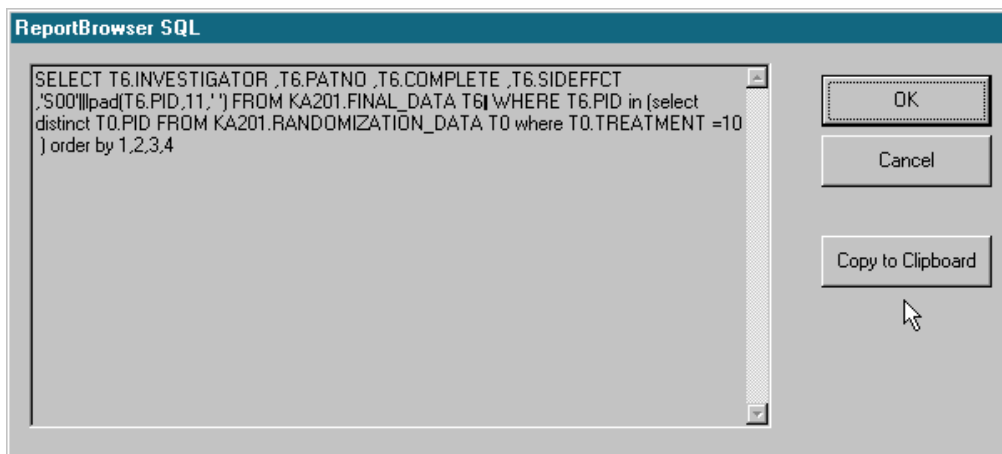 ReportBrowser SQL
SELECT T6.INVESTIGATOR ,T6.PATNO ,T6.COMPLETE ,T6.SIDEFFCT
,'S00'||lpad(T6.PID,11,' ') FROM KA201.FINAL_DATA T6 WHERE T6.PID in (select
distinct T0.PID FROM KA201.RANDOMIZATION_DATA T0 where T0.TREATMENT =10
) order by 1,2,3,4
OK
Cancel
Copy to Clipboard